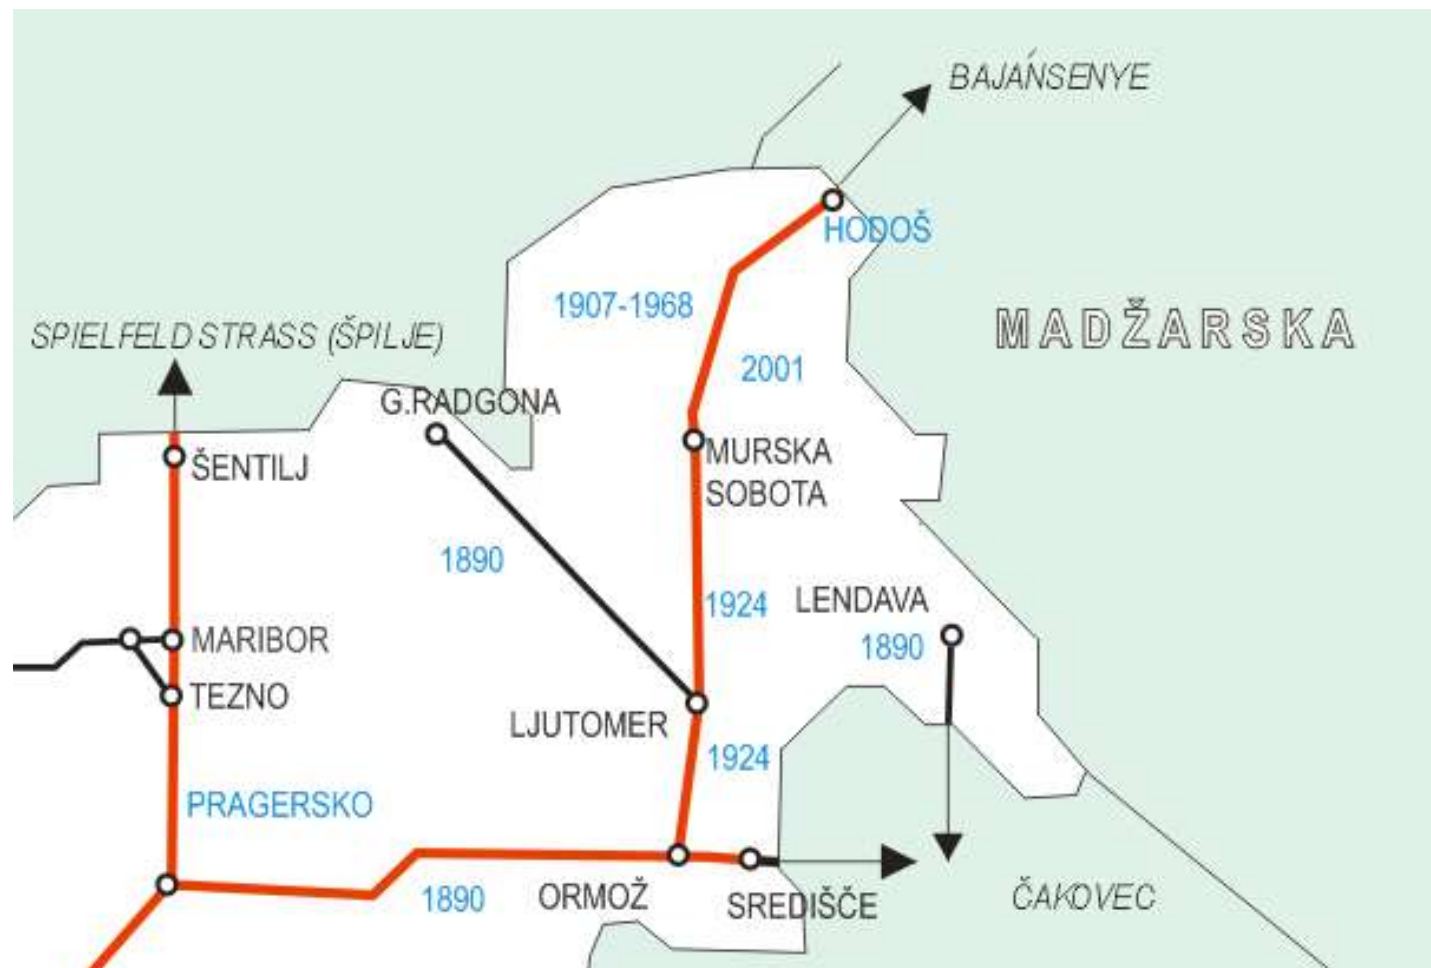 BAJAŃSENYE
HODOŠ
1907-1968
MADŽARSKA
SPIELFELD STRASS (ŠPILJE)
2001
G.RADGONA
MURSKA
SOBOTA
ŠENTILJ
1890
1924
LENDAVA
1890
MARIBOR
TEZNO
LJUTOMER
1924
PRAGERSKO
1890
ORMOŽ
SREDIŠČE
ČAKOVEC